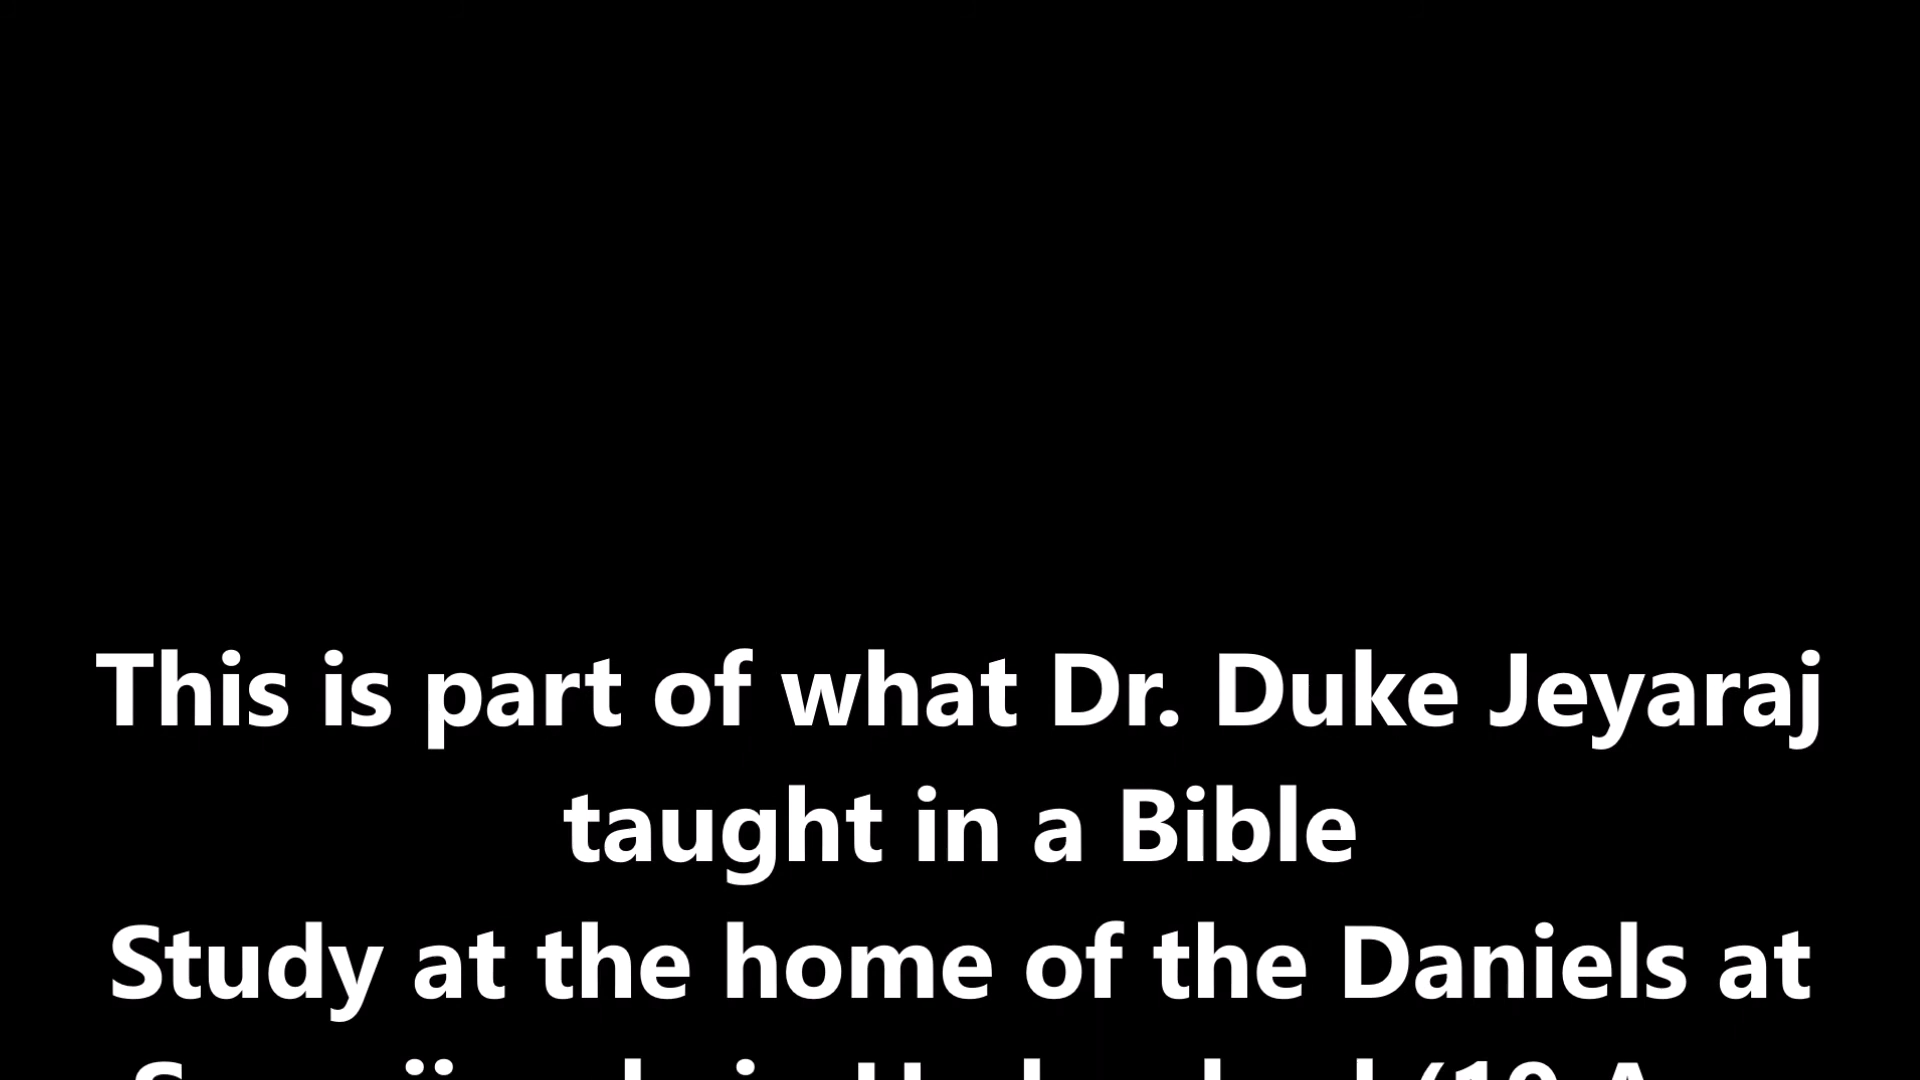 This is part of what Dr. Duke Jeyaraj
taught in a Bible
Study at the home of the Daniels at
in